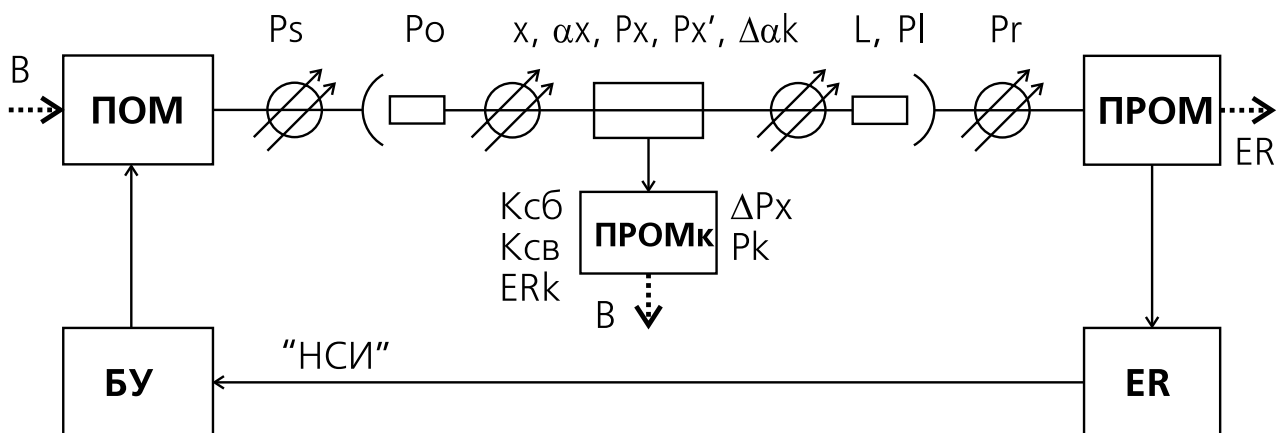 Ps Po x, αx, Px, Px’, Δαk L, Pl Pr
B
ПОМ
ПРОМ
ER
Kсб
Kсв
ERk
ПРОМк
ΔPx
Pk
B
“НСИ”
БУ
ER